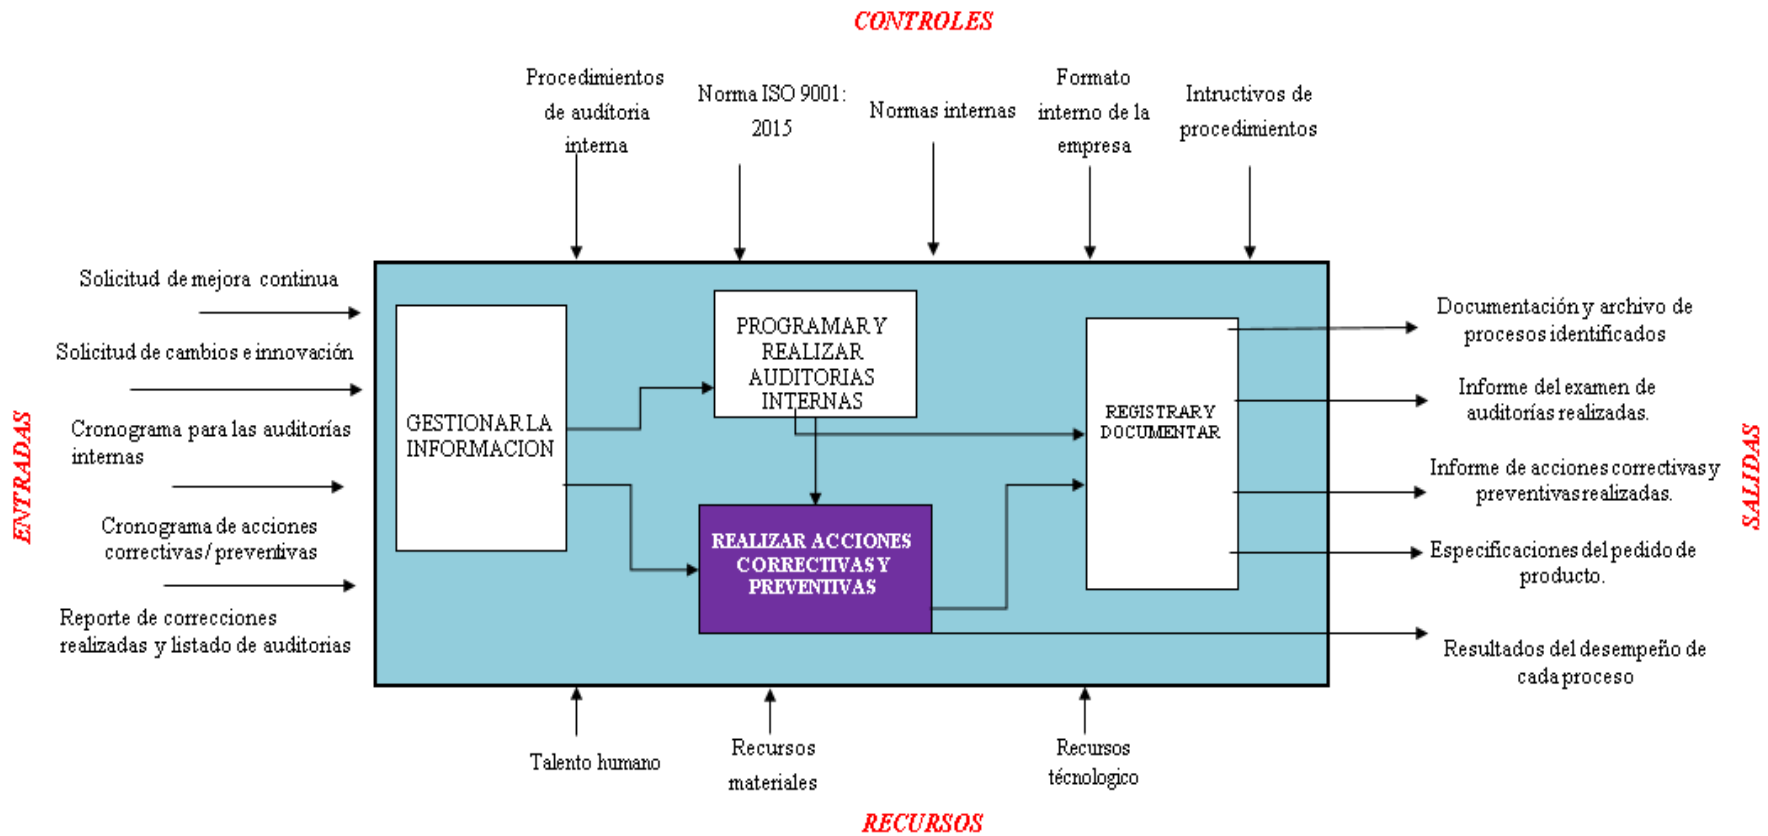 CONTROLES
Procedimientos
de audítoria
interna
Norma ISO 9001:
2015
Normas internas
Formato
interno de la
empresa
Intructivos de
procedimientos
ENTRADAS
Solicitud de mejora continua
Solicitud de cambios e innovación
Cronograma para las auditorías
internas
Cronograma de acciones
correctivas / preventivas
Reporte de correcciones
realizadas y listado de auditorias
GESTIONAR LA
INFORMACION
PROGRAMAR Y
REALIZAR
AUDITORIAS
INTERNAS
REALIZAR ACCIONES
CORRECTIVAS Y
PREVENTIVAS
REGISTRAR Y
DOCUMENTAR
Documentación y archivo de
procesos identificados
Informe del examen de
auditorías realizadas.
Informe de acciones correctivas y
preventivas realizadas.
Especificaciones del pedido de
producto.
Resultados del desempeño de
cada proceso
SALIDAS
Talento humano
Recursos
materiales
Recursos
técnologico
RECURSOS